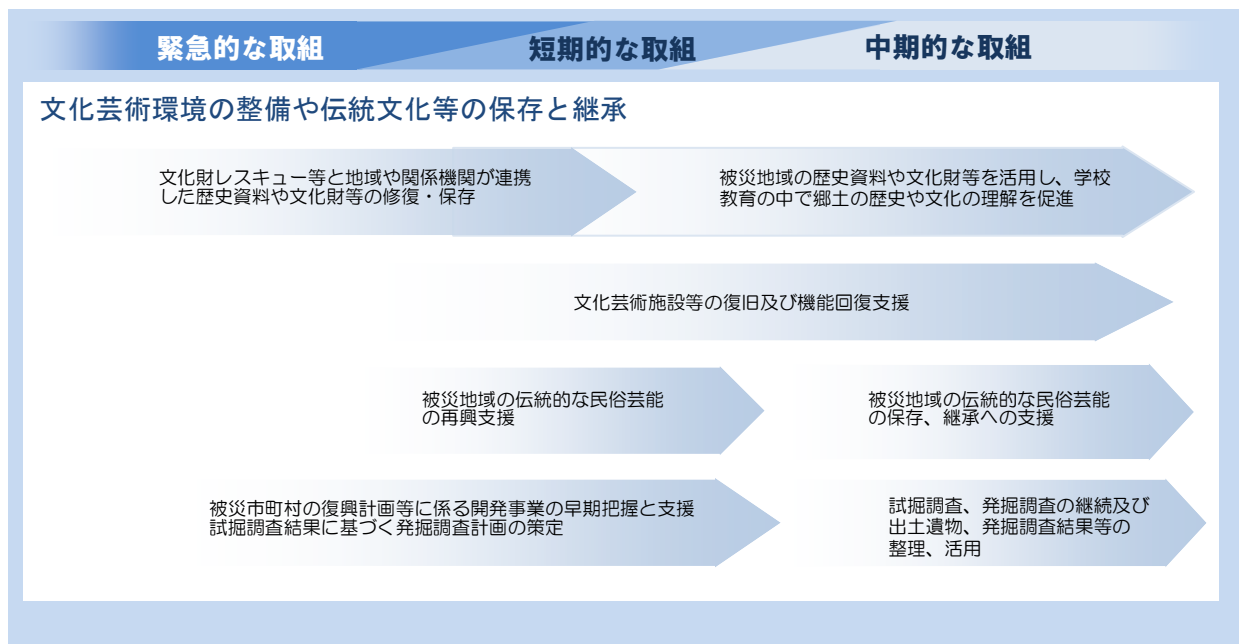 緊急的な取組
短期的な取組
中期的な取組
文化芸術環境の整備や伝統文化等の保存と継承
文化財レスキュー等と地域や関係機関が連携
した歴史資料や文化財等の修復・保存
被災地域の歴史資料や文化財等を活用し、学校
教育の中で郷土の歴史や文化の理解を促進
文化芸術施設等の復旧及び機能回復支援
被災地域の伝統的な民俗芸能
の再興支援
被災地域の伝統的な民俗芸能
の保存、継承への支援
被災市町村の復興計画等に係る開発事業の早期把握と支援
試掘調査結果に基づく発掘調査計画の策定
試掘調査、発掘調査の継続及び
出土遺物、発掘調査結果等の
整理、活用